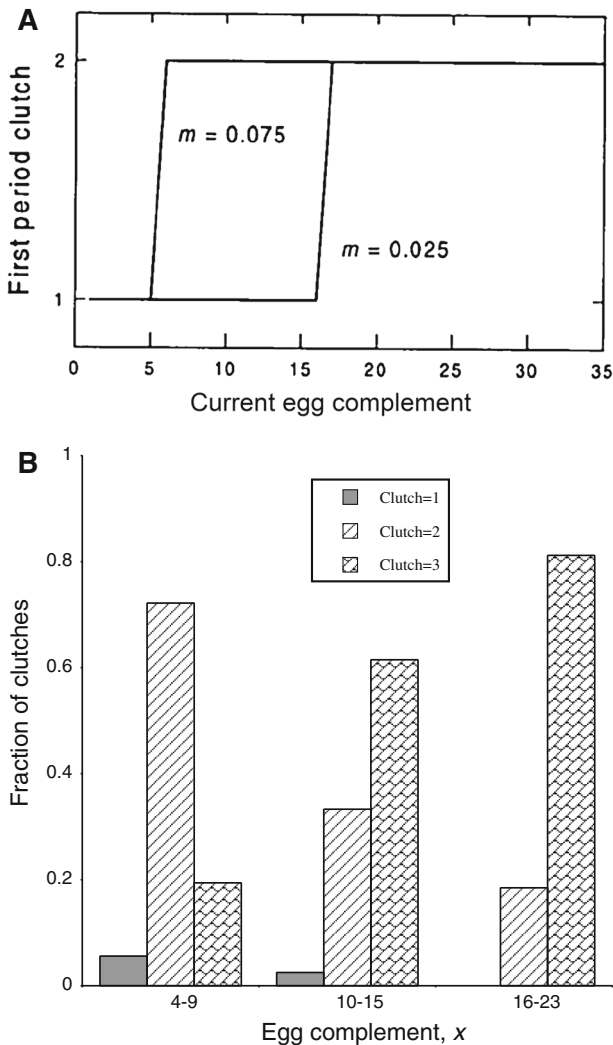 A
First period clutch
2
1
m = 0.075
m = 0.025
0 5 10 15 20 25 30 35
Current egg complement
B
Fraction of clutches
1
0.8
0.6
0.4
0.2
0
Clutch=1
Clutch=2
Clutch=3
4-9 10-15 16-23
Egg complement, x